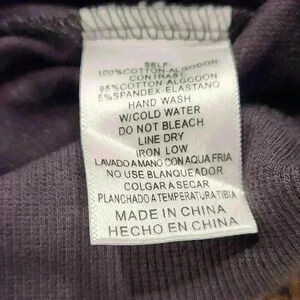 SELF
100%COTTON-ALGODON
CONTRAST
95%COTTON-ALGODON
5%SPANDEX-ELASTANO
HAND WASH
W/COLD WATER
DO NOT BLEACH
LINE DRY
IRON LOW
LAVADO A MANO CON AQUA FRIA
NO USE BLANQUEADOR
COLGAR A SECAR
PLANCHADO A TEMPERATURA TIBIA
MADE IN CHINA
HECHO EN CHINA